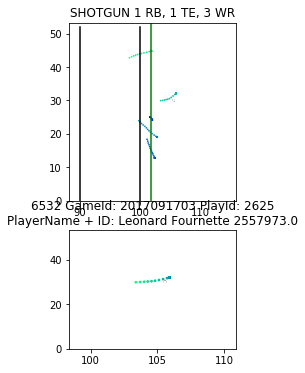 SHOTGUN 1 RB, 1 TE, 3 WR
50
40
30
20
10
0
90 100 110
6532 GameId: 2017091703 PlayId: 2625
PlayerName + ID: Leonard Fournette 2557973.0
40
20
0
100 105 110